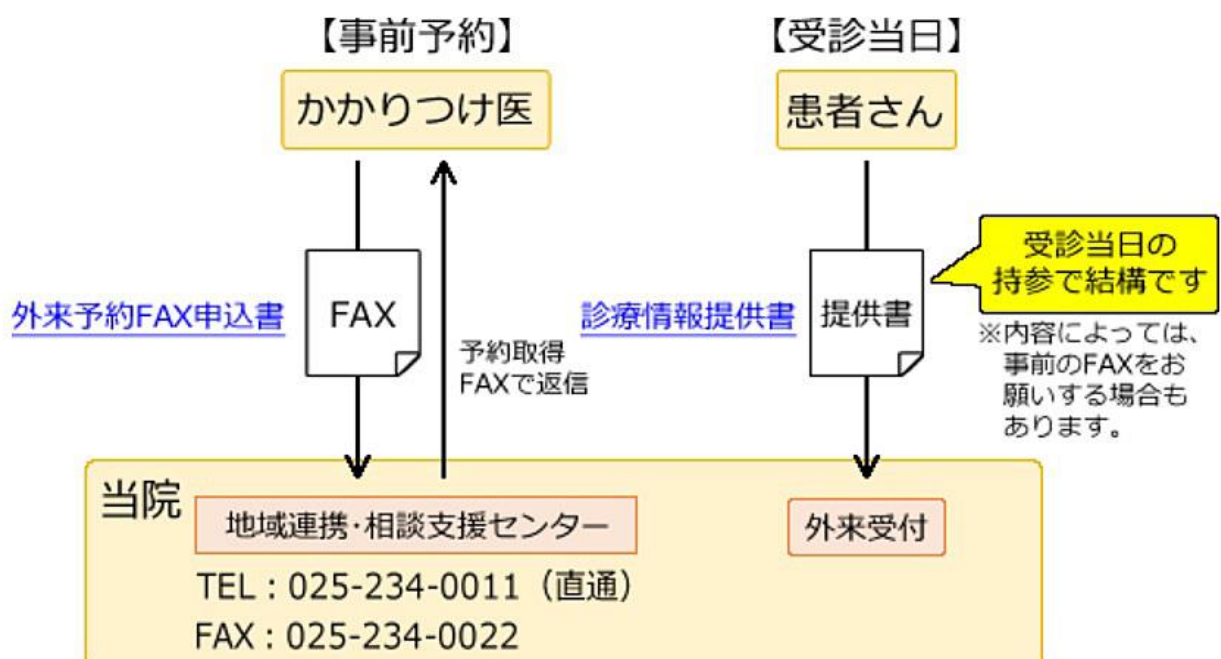 【事前予約】
かかりつけ医
外来予約FAX申込書
FAX
予約取得
FAXで返信
【受診当日】
患者さん
診療情報提供書
提供書
受診当日の
持参で結構です
※内容によっては、
事前のFAXをお
願いする場合も
あります。
当院
地域連携・相談支援センター
TEL：025-234-0011（直通）
FAX：025-234-0022
外来受付